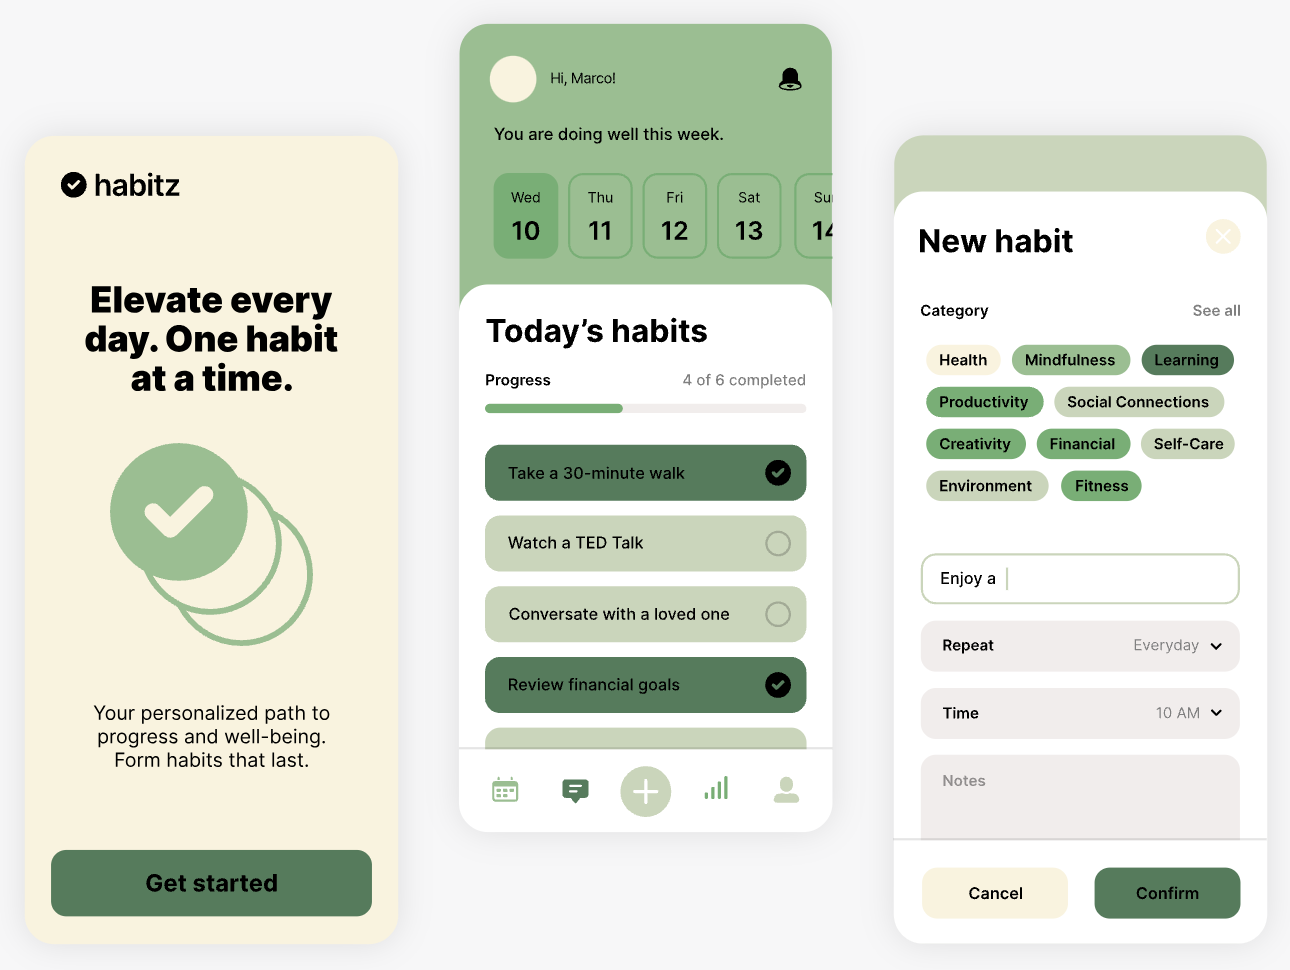 habitz
Elevate every
day. One habit
at a time.
Your personalized path to
progress and well-being.
Form habits that last.
Get started
Hi, Marco!
You are doing well this week.
Wed Thu Fri Sat Su
10 11 12 13 14
Today’s habits
Progress 4 of 6 completed
Take a 30-minute walk
Watch a TED Talk
Conversate with a loved one
Review financial goals
New habit
Category See all
Health Mindfulness Learning
Productivity Social Connections
Creativity Financial Self-Care
Environment Fitness
Enjoy a
Repeat Everyday
Time 10 AM
Notes
Cancel Confirm